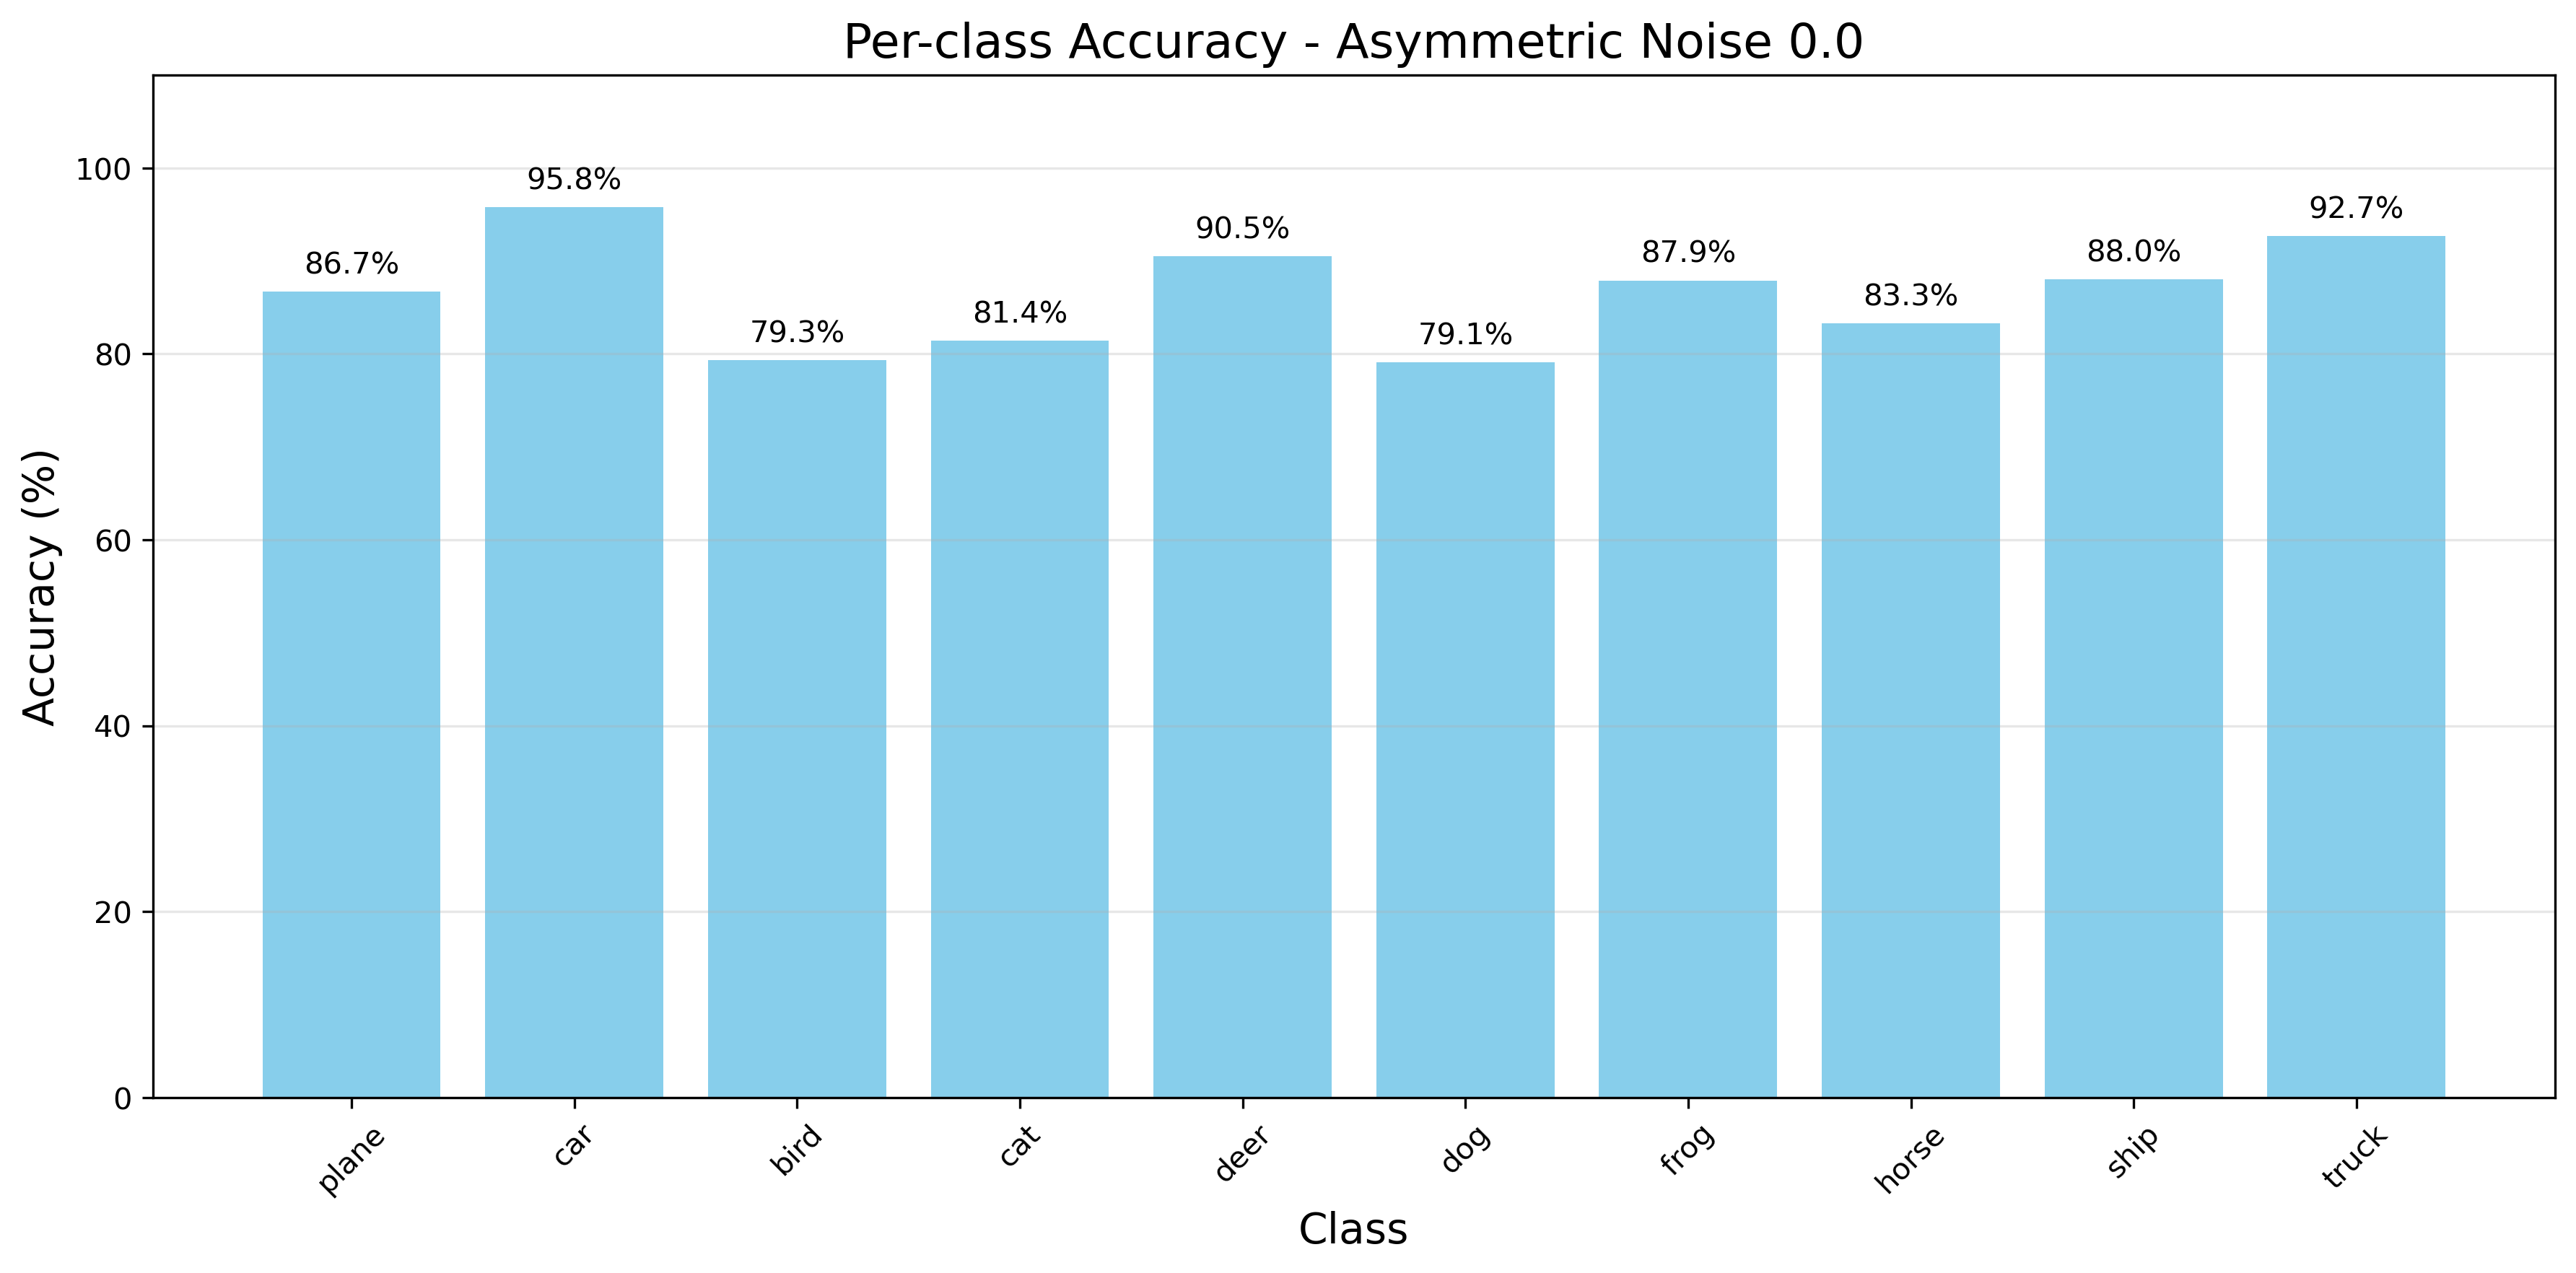 Per-class Accuracy - Asymmetric Noise 0.0
Accuracy (%)
100
80
60
40
20
0
86.7%
95.8%
79.3%
81.4%
90.5%
79.1%
87.9%
83.3%
88.0%
92.7%
plane
car
bird
cat
deer
dog
frog
horse
ship
truck
Class